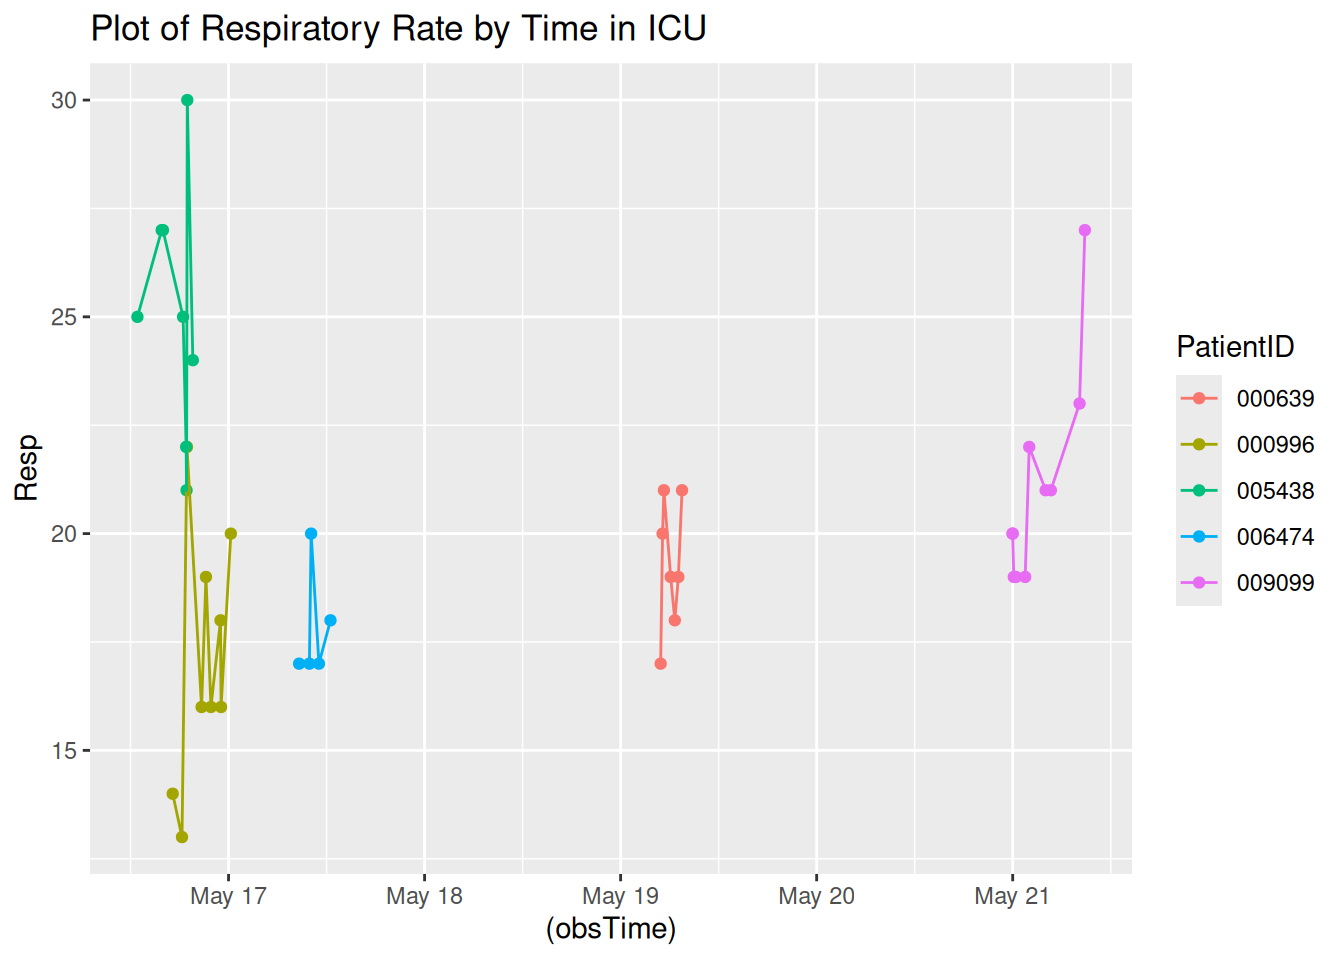 Plot of Respiratory Rate by Time in ICU
30
25
20
15
Resp
May 17
May 18
May 19
May 20
May 21
(obsTime)
PatientID
000639
000996
005438
006474
009099